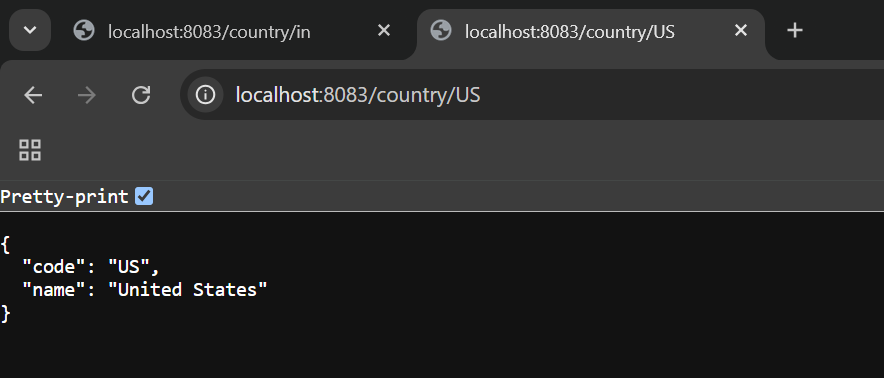 localhost:8083/country/in
localhost:8083/country/US
localhost:8083/country/US
Pretty-print
{
  "code": "US",
  "name": "United States"
}